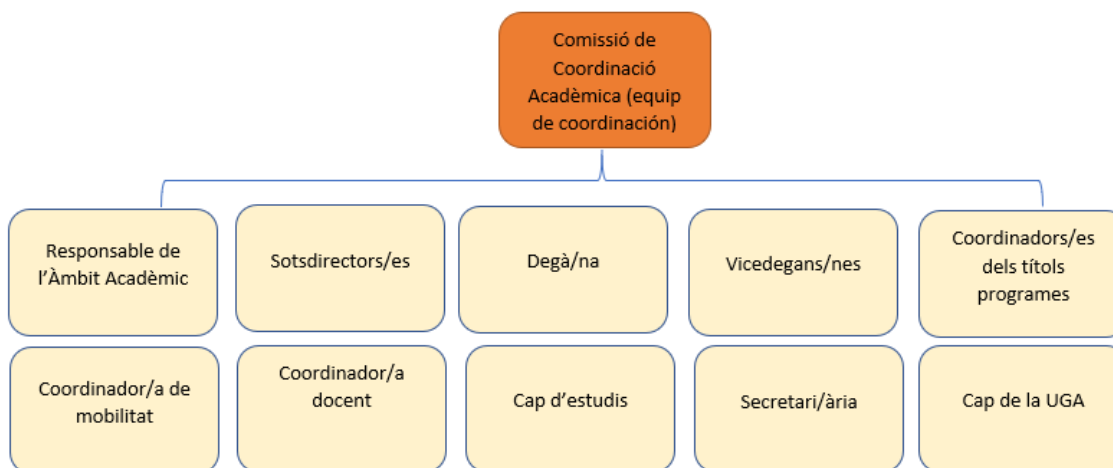 Comissió de
Coordinació
Acadèmica (equip
de coordinación)
Responsable de
l'Àmbit Acadèmic
Sotsdirectors/es
Degà/na
Vicedegans/nes
Coordinadors/es
dels títols
programes
Coordinador/a de
mobilitat
Coordinador/a
docent
Cap d'estudis
Secretari/ària
Cap de la UGA